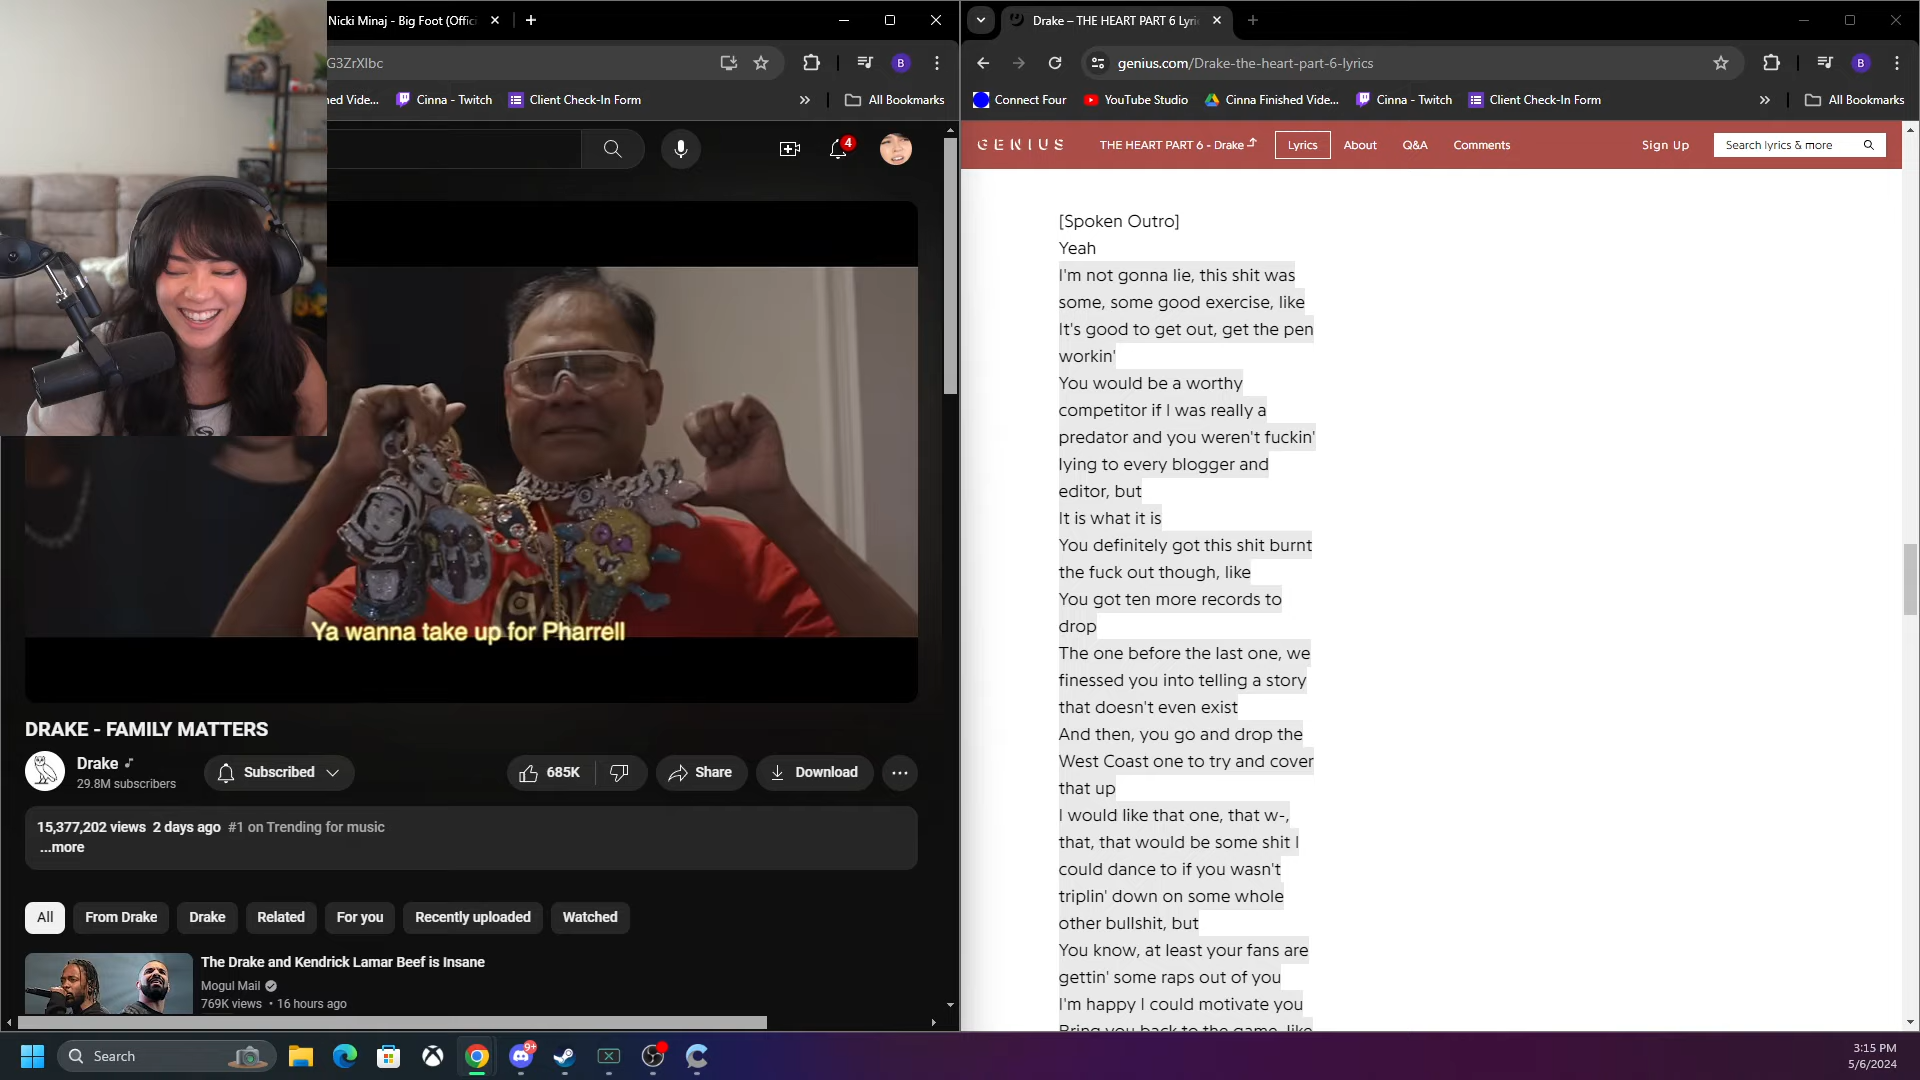 Nicki Minaj - Big Foot (Offic
G3ZrXIbc
ned Vide...
Cinna - Twitch
Client Check-In Form
All Bookmarks
B
4
Ya wanna take up for Pharrell
DRAKE - FAMILY MATTERS
Drake
29.8M subscribers
Subscribed
685K
Share
Download
15,377,202 views 2 days ago #1 on Trending for music
...more
All
From Drake
Drake
Related
For you
Recently uploaded
Watched
The Drake and Kendrick Lamar Beef is Insane
Mogul Mail
769K views • 16 hours ago
Drake – THE HEART PART 6 Lyri
genius.com/Drake-the-heart-part-6-lyrics
B
Connect Four
YouTube Studio
Cinna Finished Vide...
Cinna - Twitch
Client Check-In Form
All Bookmarks
GENIUS
THE HEART PART 6 - Drake
Lyrics
About
Q&A
Comments
Sign Up
Search lyrics & more
[Spoken Outro]
Yeah
I'm not gonna lie, this shit was
some, some good exercise, like
It's good to get out, get the pen
workin'
You would be a worthy
competitor if I was really a
predator and you weren't fuckin'
lying to every blogger and
editor, but
It is what it is
You definitely got this shit burnt
the fuck out though, like
You got ten more records to
drop
The one before the last one, we
finessed you into telling a story
that doesn't even exist
And then, you go and drop the
West Coast one to try and cover
that up
I would like that one, that w-,
that, that would be some shit I
could dance to if you wasn't
triplin' down on some whole
other bullshit, but
You know, at least your fans are
gettin' some raps out of you
I'm happy I could motivate you
Bring you back to the game, like
Search
9+
3:15 PM
5/6/2024